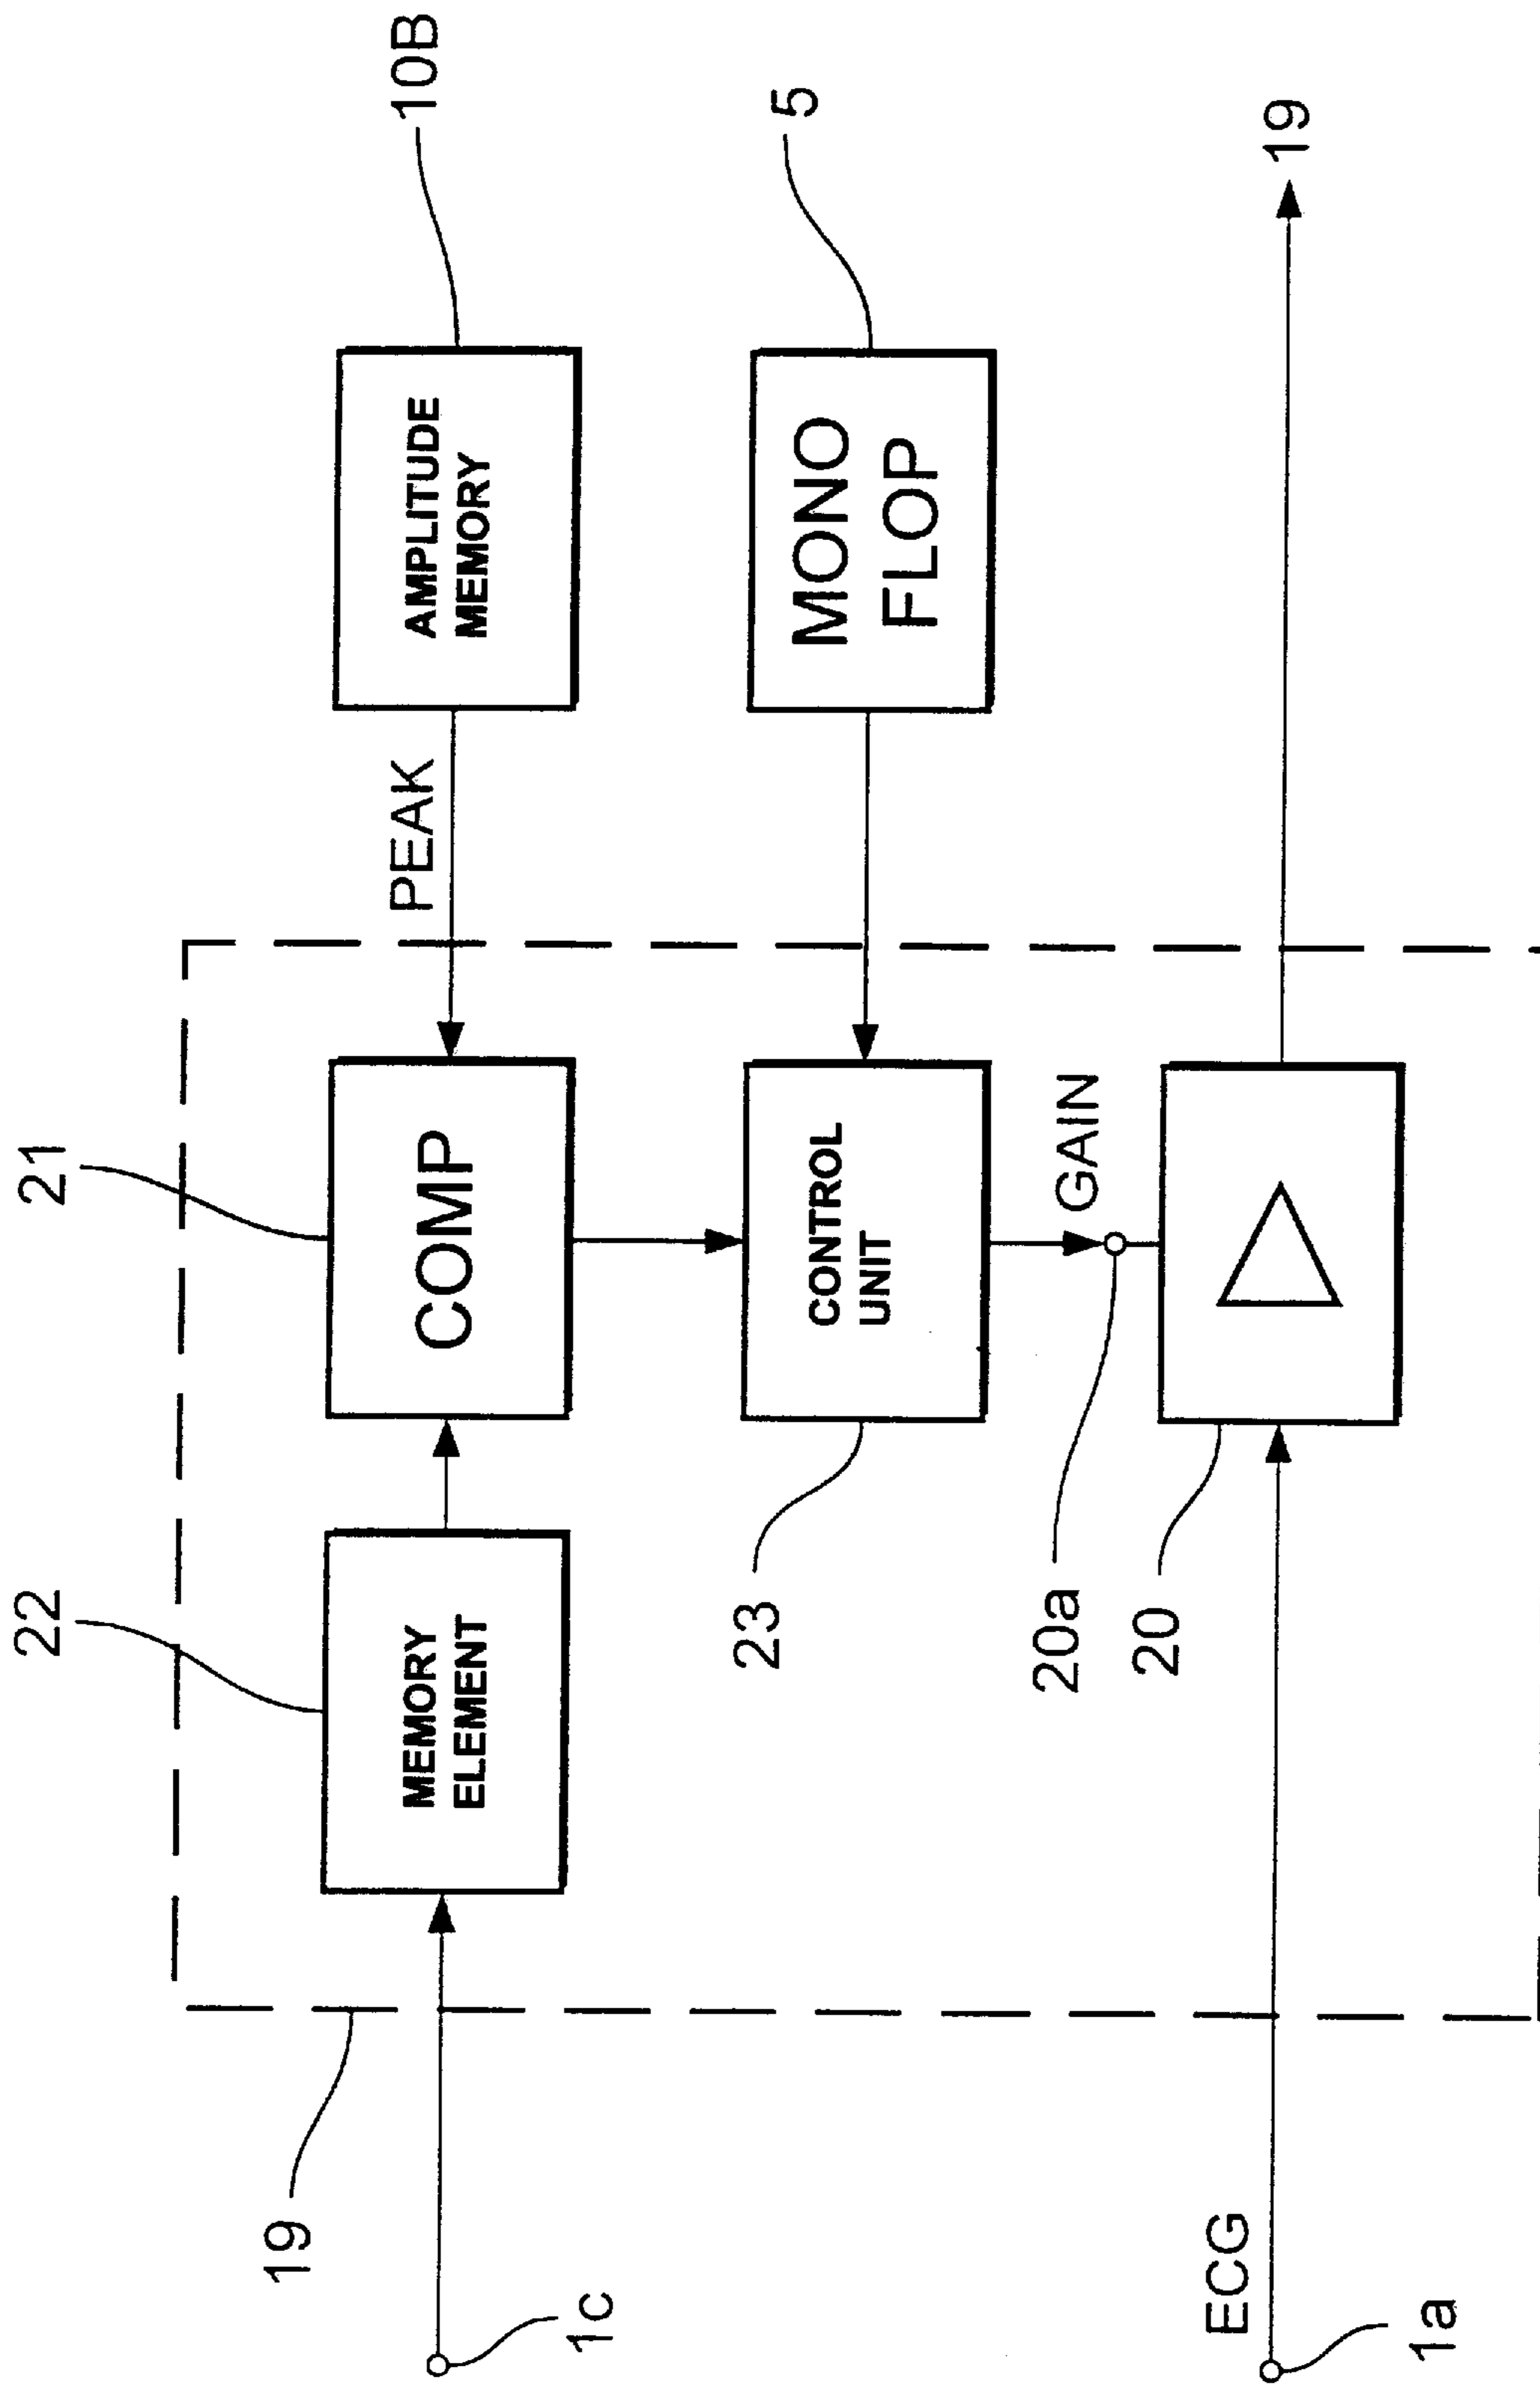 19
22
21
1c
MEMORY
ELEMENT
COMP
PEAK
AMPLITUDE
MEMORY
10B
23
CONTROL
UNIT
MONO
FLOP
5
20a
GAIN
20
ECG
1a
19